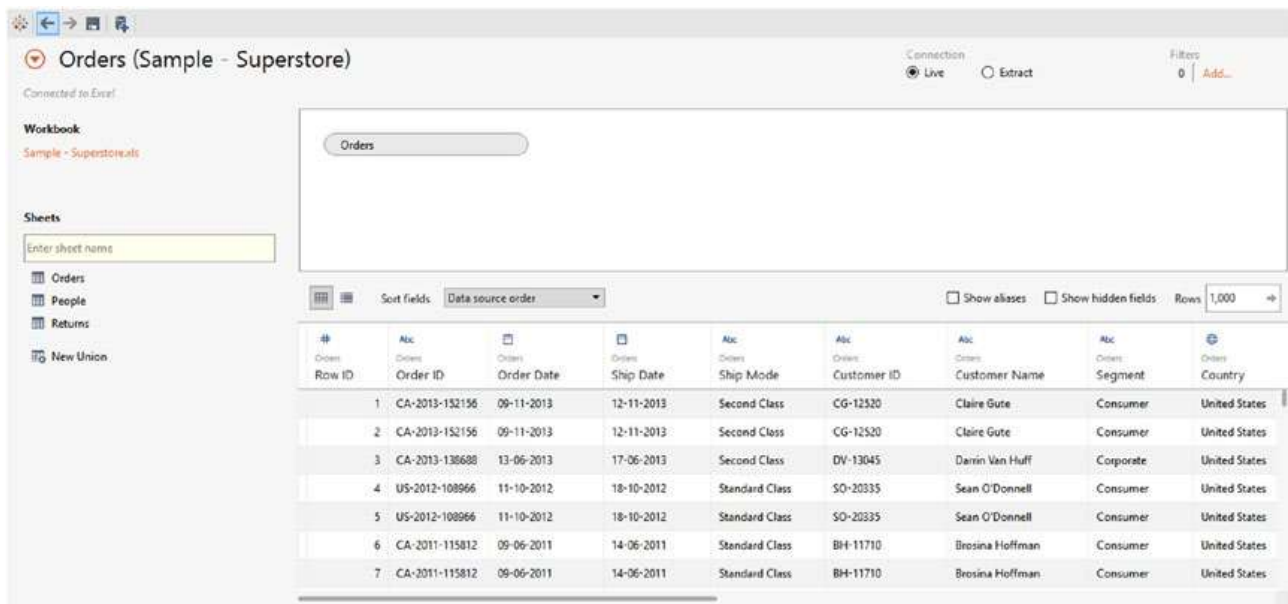 Orders (Sample - Superstore)
Connection
Live
Extract
Filters
0 Add...
Connected to Excel
Workbook
Sample - Superstore.xls
Orders
Sheets
Enter sheet name
Orders
People
Returns
New Union
Sort fields Data source order
Show aliases
Show hidden fields
Rows 1,000
# Abc Abc Abc Abc Abc
Orders Orders Orders Orders Orders Orders Orders Orders Orders
Row ID Order ID Order Date Ship Date Ship Mode Customer ID Customer Name Segment Country
1 CA-2013-152156 09-11-2013 12-11-2013 Second Class CG-12520 Claire Gute Consumer United States
2 CA-2013-152156 09-11-2013 12-11-2013 Second Class CG-12520 Claire Gute Consumer United States
3 CA-2013-138688 13-06-2013 17-06-2013 Second Class DV-13045 Darrin Van Huff Corporate United States
4 US-2012-108966 11-10-2012 18-10-2012 Standard Class SO-20335 Sean O'Donnell Consumer United States
5 US-2012-108966 11-10-2012 18-10-2012 Standard Class SO-20335 Sean O'Donnell Consumer United States
6 CA-2011-115812 09-06-2011 14-06-2011 Standard Class BH-11710 Brosina Hoffman Consumer United States
7 CA-2011-115812 09-06-2011 14-06-2011 Standard Class BH-11710 Brosina Hoffman Consumer United States